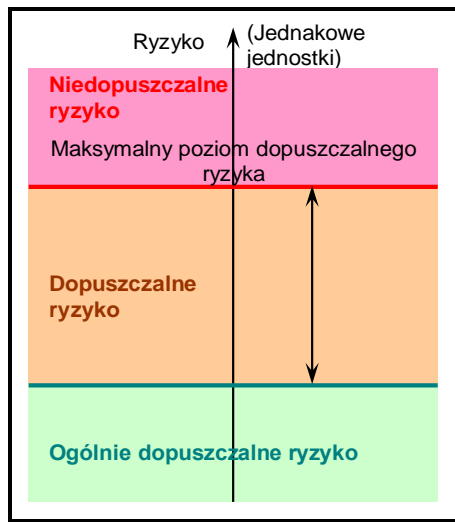 Ryzyko
(Jednakowe
jednostki)
Niedopuszczalne
ryzyko
Maksymalny poziom dopuszczalnego
ryzyka
Dopuszczalne
ryzyko
Ogólnie dopuszczalne ryzyko